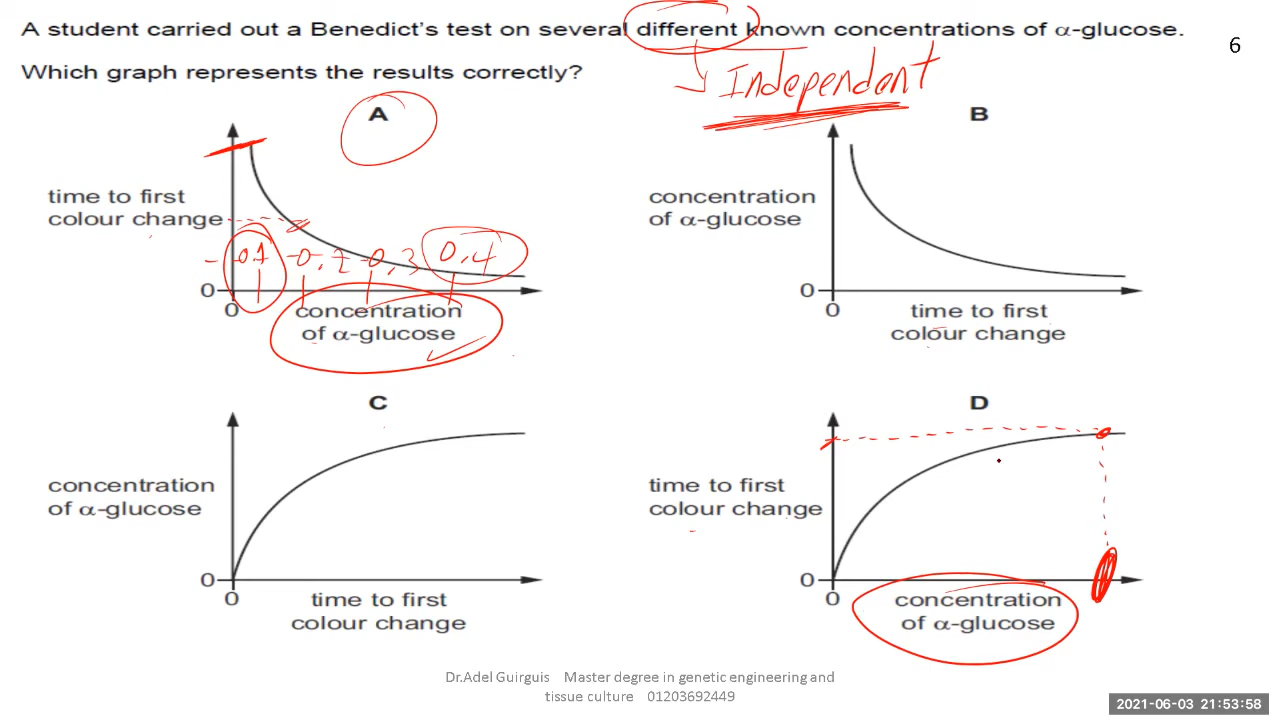 A student carried out a Benedict's test on several different known concentrations of α-glucose.
6
Which graph represents the results correctly?
Independent
A
B
time to first
colour change
0.1 0.2 0.3 0.4
0
0
concentration
of α-glucose
concentration
of α-glucose
0
0
time to first
colour change
C
D
concentration
of α-glucose
0
0
time to first
colour change
time to first
colour change
0
0
concentration
of α-glucose
Dr.Adel Guirguis Master degree in genetic engineering and
tissue culture 01203692449
2021-06-03 21:53:58